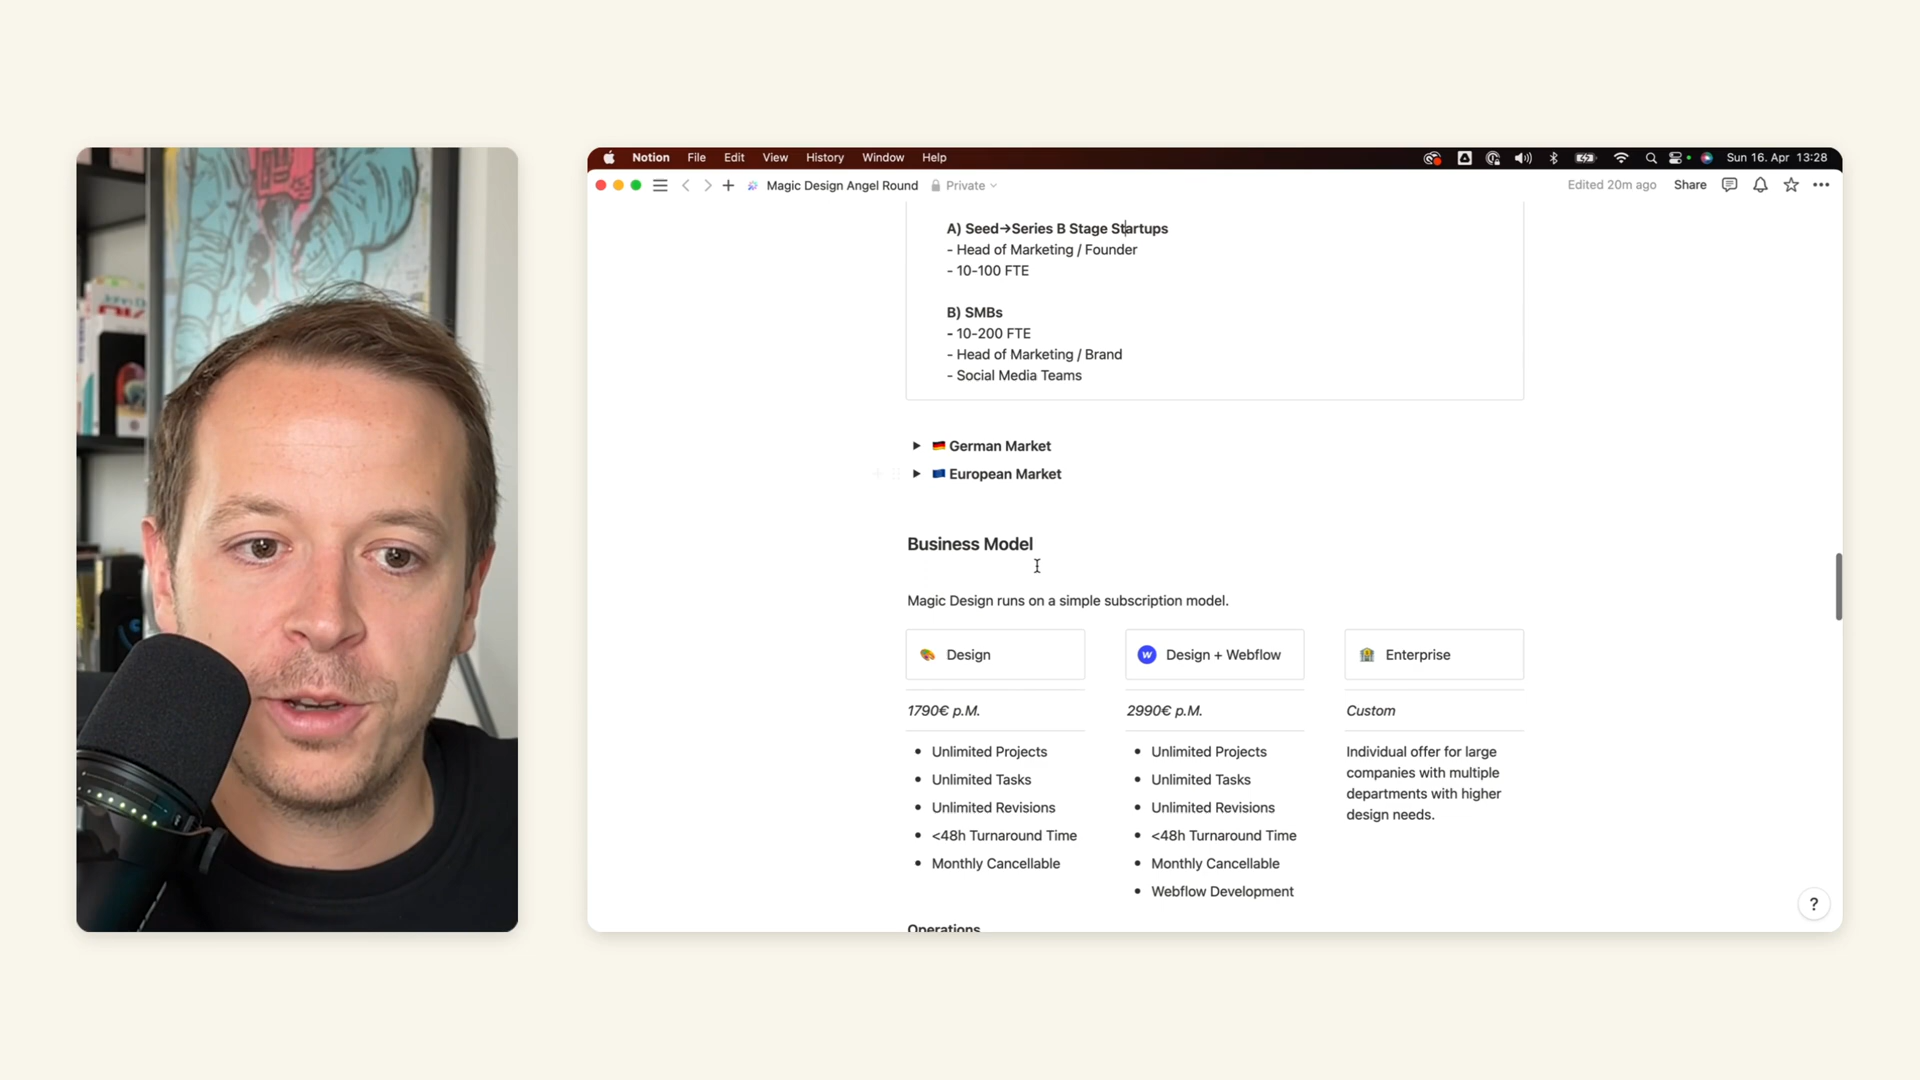 Notion File Edit View History Window Help Sun 16. Apr 13:28
+ Magic Design Angel Round Private Edited 20m ago Share
A) Seed→Series B Stage Startups
- Head of Marketing / Founder
- 10-100 FTE
B) SMBs
- 10-200 FTE
- Head of Marketing / Brand
- Social Media Teams
German Market
European Market
Business Model
Magic Design runs on a simple subscription model.
Design
1790€ p.M.
• Unlimited Projects
• Unlimited Tasks
• Unlimited Revisions
• <48h Turnaround Time
• Monthly Cancellable
Design + Webflow
2990€ p.M.
• Unlimited Projects
• Unlimited Tasks
• Unlimited Revisions
• <48h Turnaround Time
• Monthly Cancellable
• Webflow Development
Enterprise
Custom
Individual offer for large
companies with multiple
departments with higher
design needs.
Operations
?